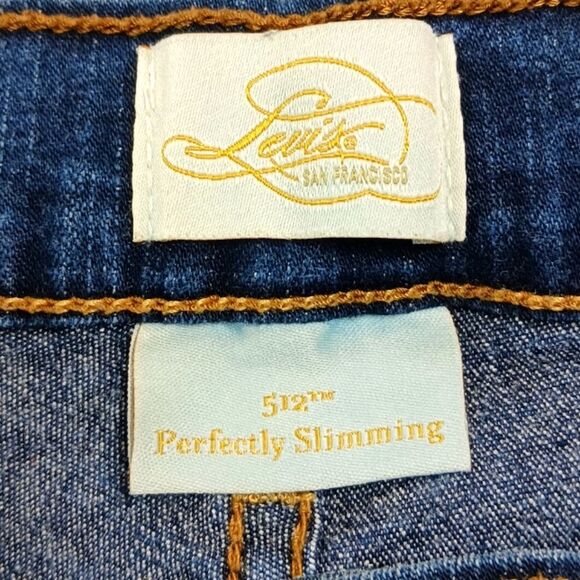 Levi's®
SAN FRANCISCO
512™
Perfectly Slimming